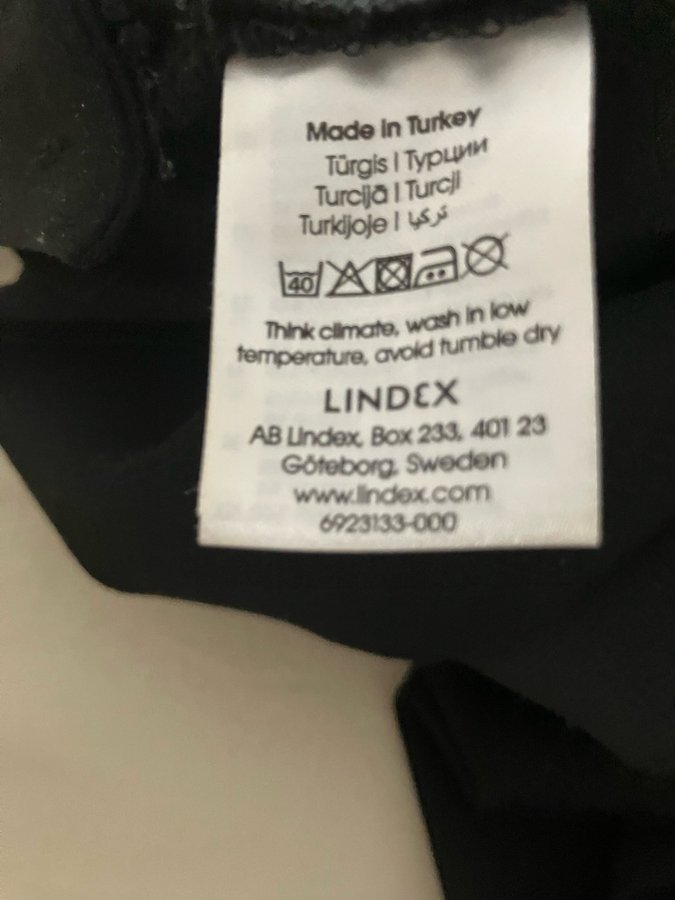 Made in Turkey
Türgis | Турции
Turcijā | Turcji
Turkijoje | تركيا
40
Think climate, wash in low
temperature, avoid tumble dry
LINDEX
AB Lindex, Box 233, 401 23
Göteborg, Sweden
www.lindex.com
6923133-000